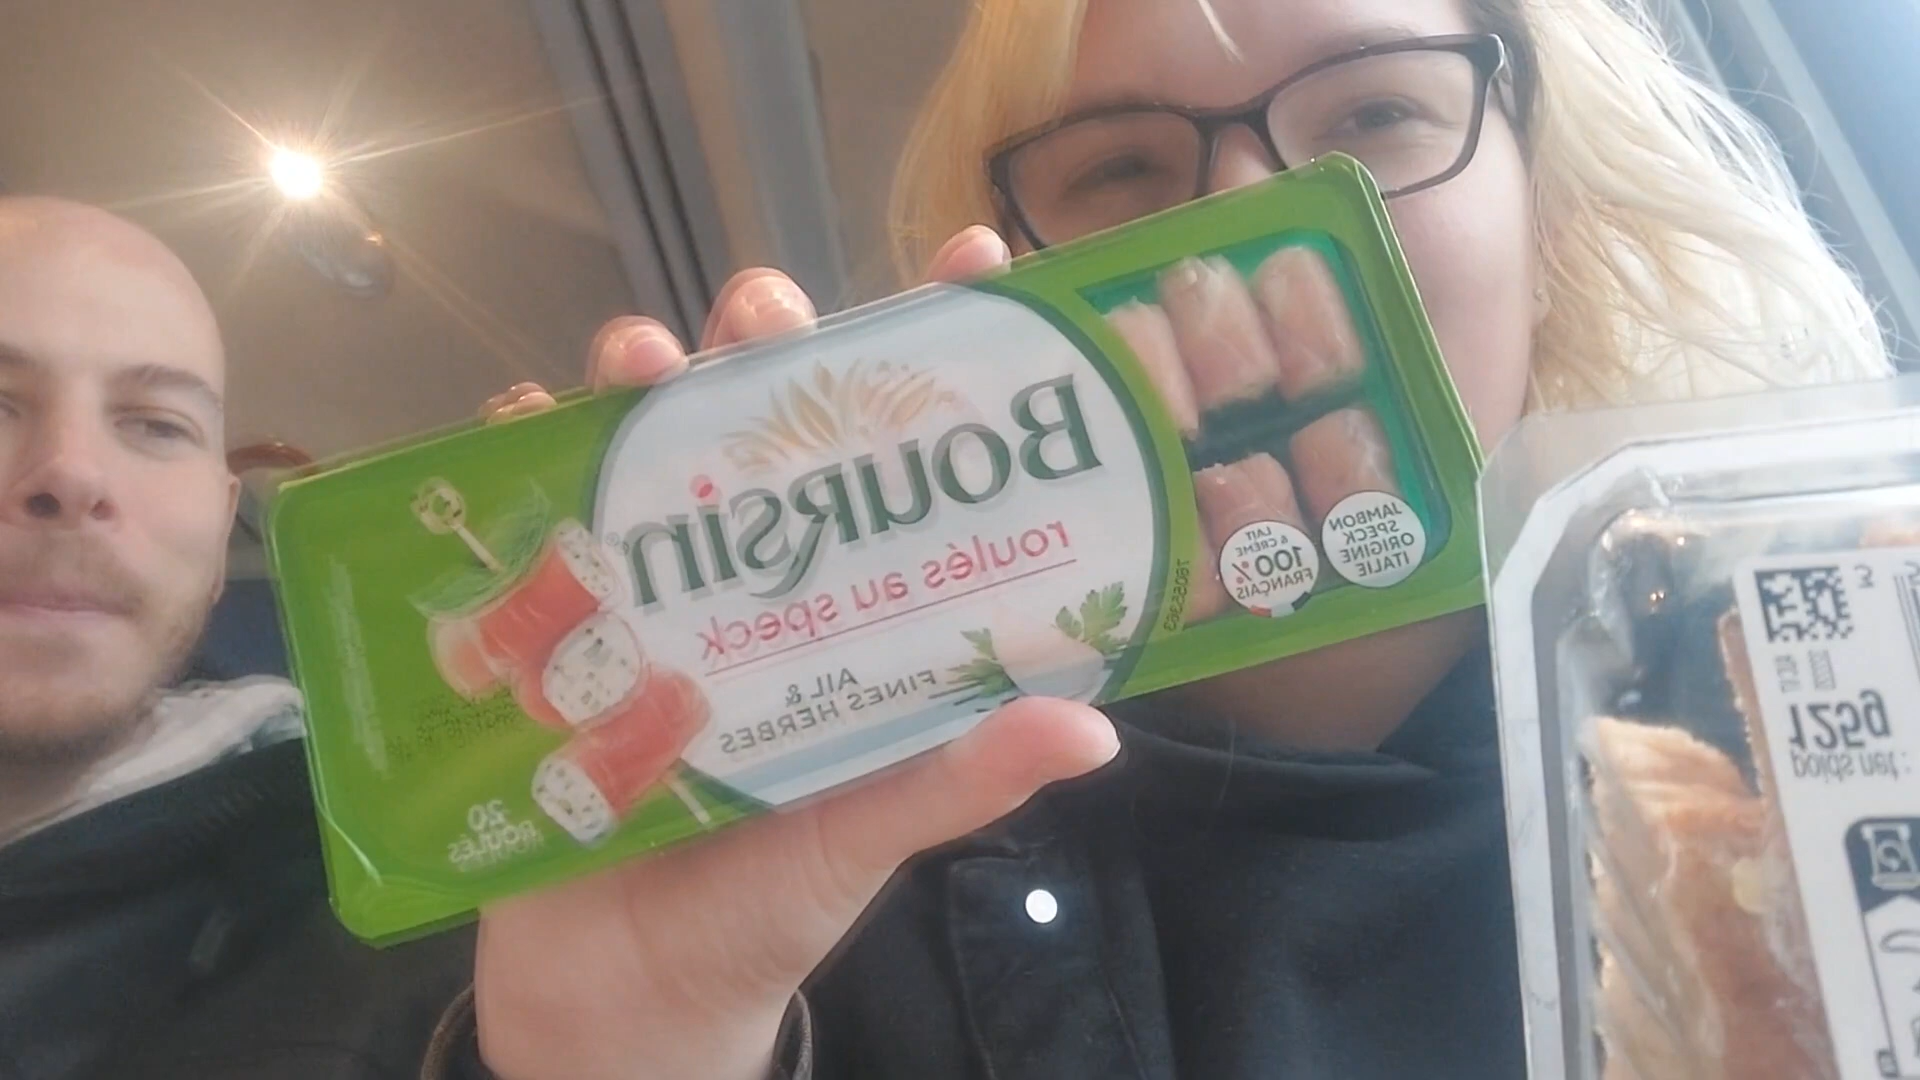 Boursin®
roulés au speck
AIL &
FINES HERBES
20
ROULÉS
LAIT
& CRÈME
100%
FRANÇAIS
JAMBON
SPECK
ORIGINE
ITALIE
poids net :
125g